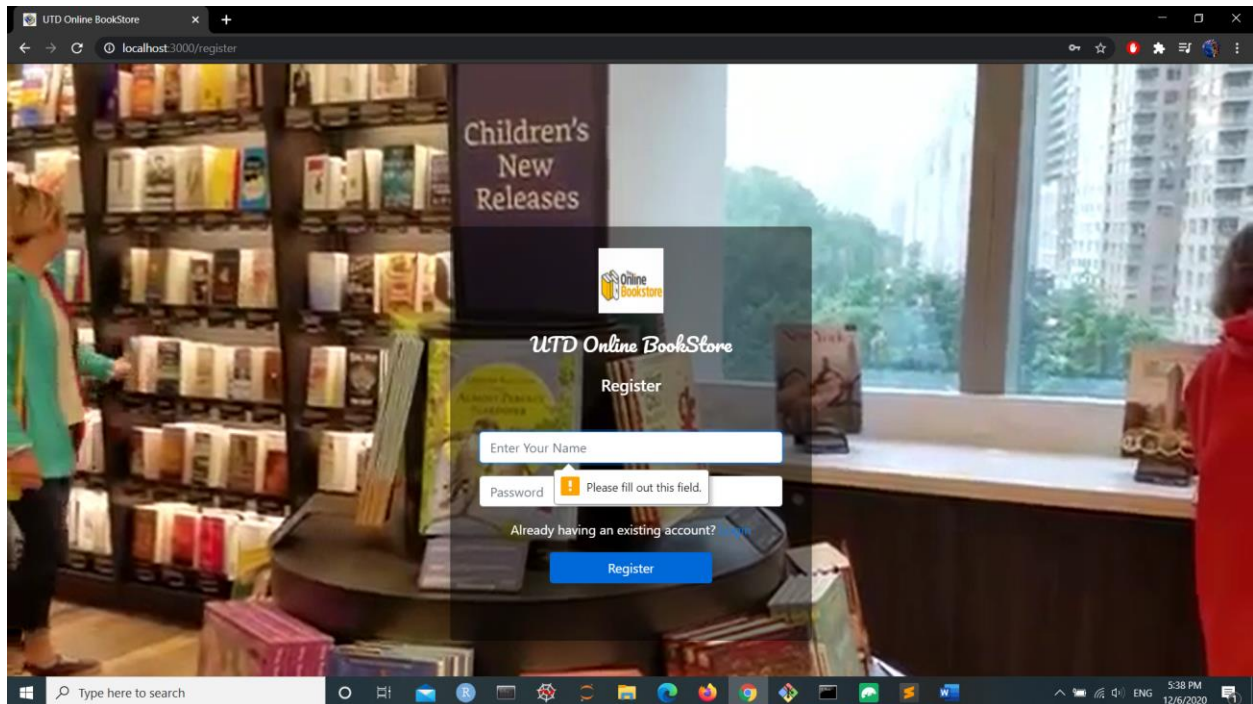 UTD Online BookStore
localhost:3000/register
Children's
New
Releases
The
Online
Bookstore
UTD Online BookStore
Register
Enter Your Name
Please fill out this field.
Password
Already having an existing account? Login
Register
Type here to search
ENG
5:38 PM
12/6/2020